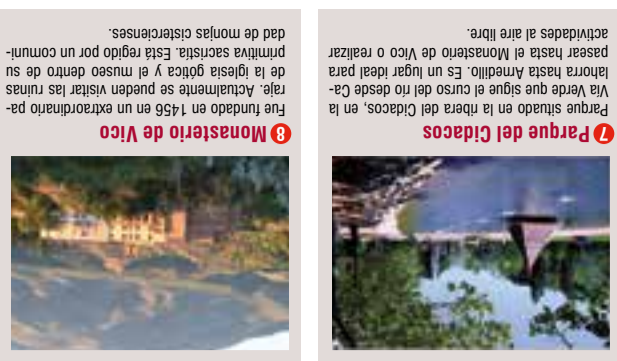 7 Parque del Cidacos
Parque situado en la ribera del Cidacos, en la
Vía Verde que sigue el curso del río desde Ca-
lahorra hasta Arnedillo. Es un lugar ideal para
pasear hasta el Monasterio de Vico o realizar
actividades al aire libre.
8 Monasterio de Vico
Fue fundado en 1456 en un extraordinario pa-
raje. Actualmente se pueden visitar las ruinas
de la iglesia gótica y el museo dentro de su
primitiva sacristía. Está regido por un comuni-
dad de monjas cistercienses.